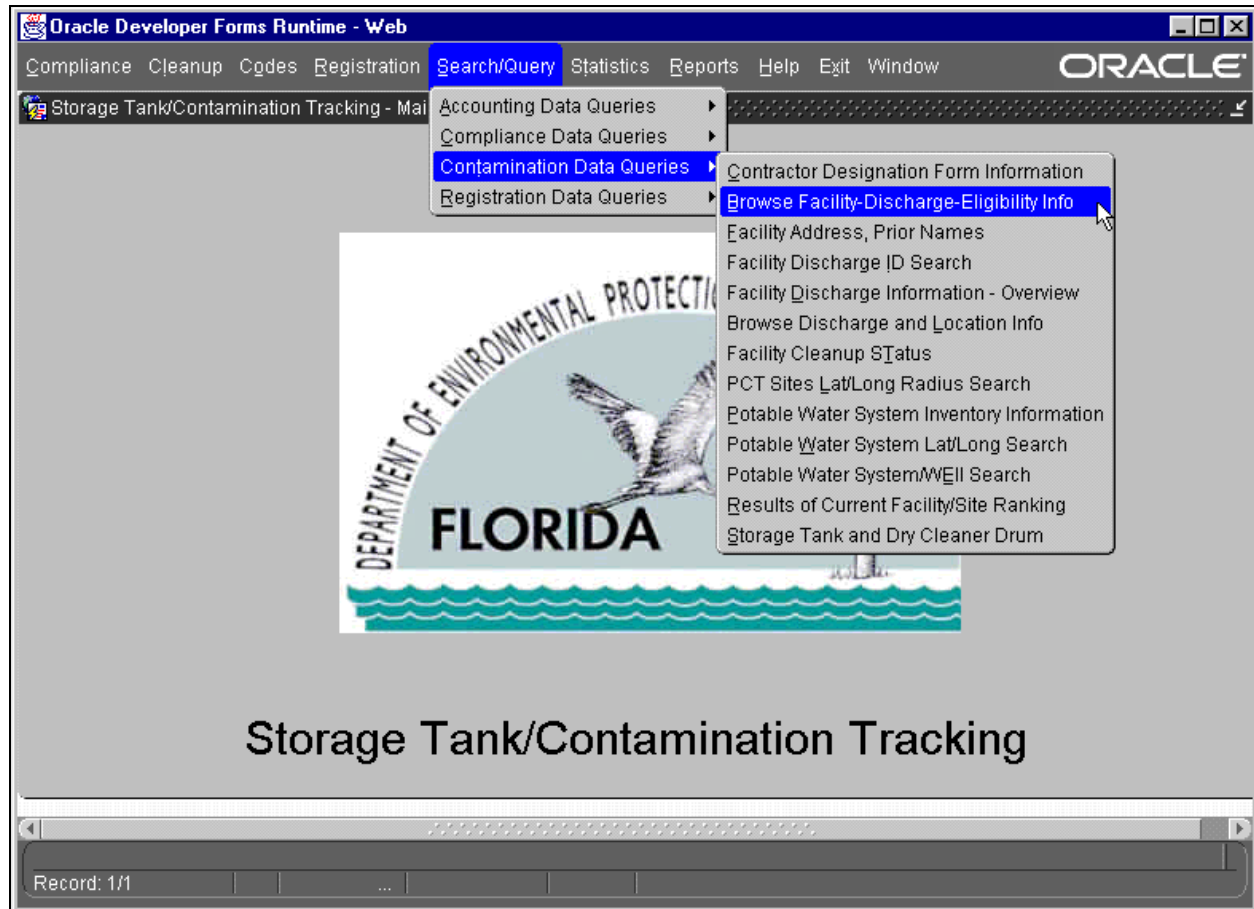 Oracle Developer Forms Runtime - Web
Compliance Cleanup Codes Registration Search/Query Statistics Reports Help Exit Window ORACLE
Storage Tank/Contamination Tracking - Mai
Accounting Data Queries
Compliance Data Queries
Contamination Data Queries
Registration Data Queries
Contractor Designation Form Information
Browse Facility-Discharge-Eligibility Info
Facility Address, Prior Names
Facility Discharge ID Search
Facility Discharge Information - Overview
Browse Discharge and Location Info
Facility Cleanup STatus
PCT Sites Lat/Long Radius Search
Potable Water System Inventory Information
Potable Water System Lat/Long Search
Potable Water System/WEll Search
Results of Current Facility/Site Ranking
Storage Tank and Dry Cleaner Drum
DEPARTMENT OF ENVIRONMENTAL PROTECTI
FLORIDA
Storage Tank/Contamination Tracking
Record: 1/1
...